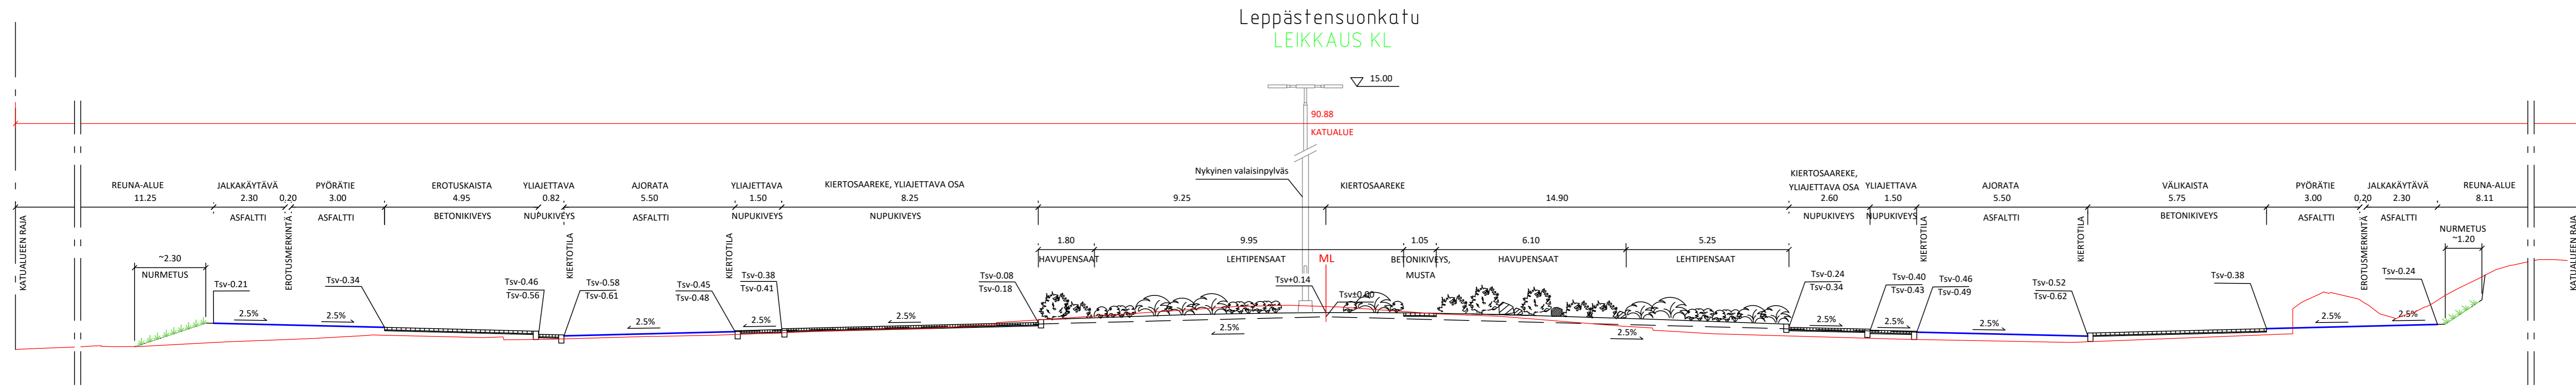 Leppästensuonkatu
LEIKKAUS KL
15.00
90.88
KATUALUE
Nykyinen valaisinpylväs
REUNA-ALUE
11.25
JALKAKÄYTÄVÄ
2.30
ASFALTTI
0.20
EROTUSMERKINTÄ
PYÖRÄTIE
3.00
ASFALTTI
EROTUSKAISTA
4.95
BETONIKIVEYS
YLIAJETTAVA
0.82
NUPUKIVEYS
AJORATA
5.50
ASFALTTI
YLIAJETTAVA
1.50
NUPUKIVEYS
KIERTOSAAREKE, YLIAJETTAVA OSA
8.25
NUPUKIVEYS
9.25
KIERTOSAAREKE
14.90
KIERTOSAAREKE,
YLIAJETTAVA OSA
2.60
NUPUKIVEYS
YLIAJETTAVA
1.50
NUPUKIVEYS
AJORATA
5.50
ASFALTTI
VÄLIKAISTA
5.75
BETONIKIVEYS
PYÖRÄTIE
3.00
ASFALTTI
0.20
EROTUSMERKINTÄ
JALKAKÄYTÄVÄ
2.30
ASFALTTI
REUNA-ALUE
8.11
KATUALUEEN RAJA
KIERTOTILA
KIERTOTILA
KIERTOTILA
KIERTOTILA
KATUALUEEN RAJA
1.80
HAVUPENSAAT
9.95
LEHTIPENSAAT
1.05
BETONIKIVEYS,
MUSTA
6.10
HAVUPENSAAT
5.25
LEHTIPENSAAT
ML
~2.30
NURMETUS
NURMETUS
~1.20
Tsv-0.21
Tsv-0.34
Tsv-0.46
Tsv-0.56
Tsv-0.58
Tsv-0.61
Tsv-0.45
Tsv-0.48
Tsv-0.38
Tsv-0.41
Tsv-0.08
Tsv-0.18
Tsv+0.14
Tsv±0.00
Tsv-0.24
Tsv-0.34
Tsv-0.40
Tsv-0.43
Tsv-0.46
Tsv-0.49
Tsv-0.52
Tsv-0.62
Tsv-0.38
Tsv-0.24
2.5%
2.5%
2.5%
2.5%
2.5%
2.5%
2.5%
2.5%
2.5%
2.5%
2.5%
2.5%